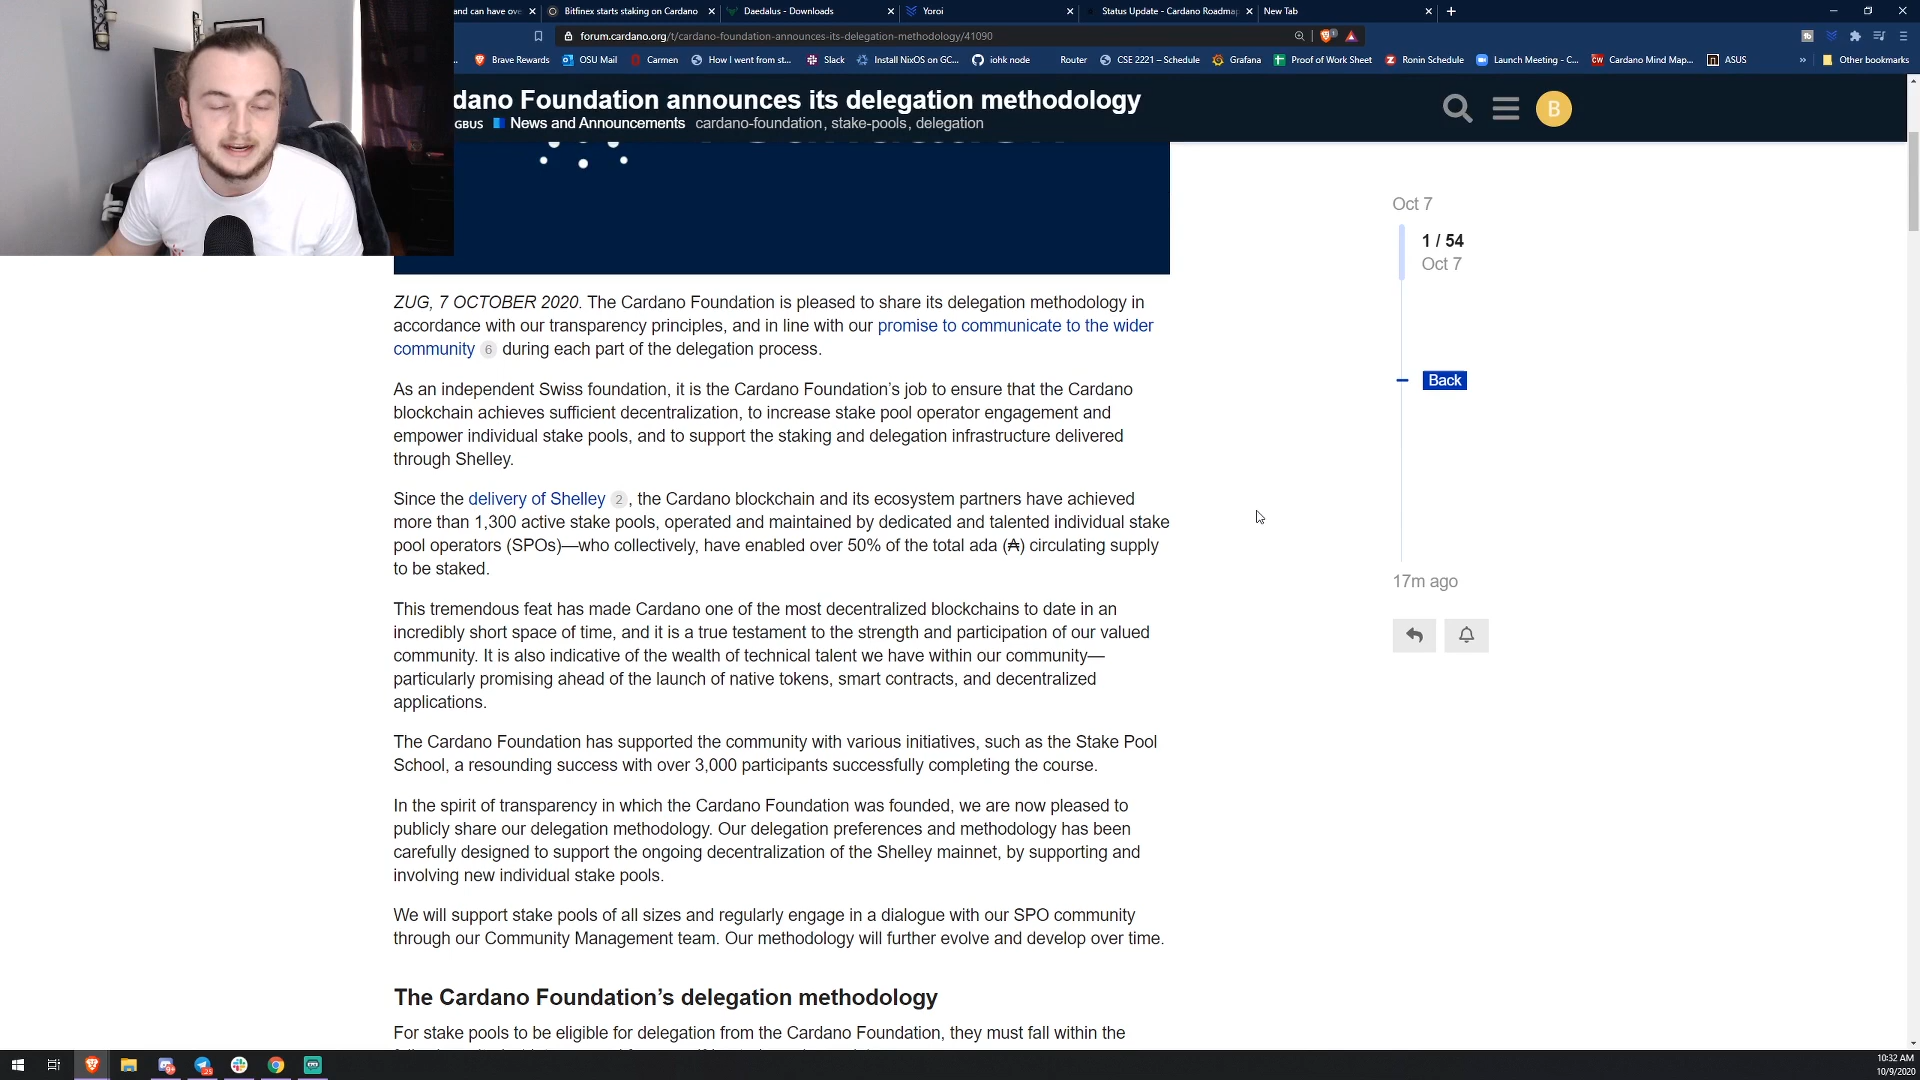 and can have ove
Bitfinex starts staking on Cardano
Daedalus - Downloads
Yoroi
Status Update - Cardano Roadmap
New Tab
forum.cardano.org/t/cardano-foundation-announces-its-delegation-methodology/41090
Brave Rewards
OSU Mail
Carmen
How I went from st...
Slack
Install NixOS on GC...
iohk node
Router
CSE 2221 – Schedule
Grafana
Proof of Work Sheet
Ronin Schedule
Launch Meeting - C...
Cardano Mind Map...
ASUS
Other bookmarks
dano Foundation announces its delegation methodology
GBUS News and Announcements cardano-foundation, stake-pools, delegation
B
Oct 7
1 / 54
Oct 7
Back
17m ago
ZUG, 7 OCTOBER 2020. The Cardano Foundation is pleased to share its delegation methodology in
accordance with our transparency principles, and in line with our promise to communicate to the wider
community 6 during each part of the delegation process.
As an independent Swiss foundation, it is the Cardano Foundation’s job to ensure that the Cardano
blockchain achieves sufficient decentralization, to increase stake pool operator engagement and
empower individual stake pools, and to support the staking and delegation infrastructure delivered
through Shelley.
Since the delivery of Shelley 2, the Cardano blockchain and its ecosystem partners have achieved
more than 1,300 active stake pools, operated and maintained by dedicated and talented individual stake
pool operators (SPOs)—who collectively, have enabled over 50% of the total ada (₳) circulating supply
to be staked.
This tremendous feat has made Cardano one of the most decentralized blockchains to date in an
incredibly short space of time, and it is a true testament to the strength and participation of our valued
community. It is also indicative of the wealth of technical talent we have within our community—
particularly promising ahead of the launch of native tokens, smart contracts, and decentralized
applications.
The Cardano Foundation has supported the community with various initiatives, such as the Stake Pool
School, a resounding success with over 3,000 participants successfully completing the course.
In the spirit of transparency in which the Cardano Foundation was founded, we are now pleased to
publicly share our delegation methodology. Our delegation preferences and methodology has been
carefully designed to support the ongoing decentralization of the Shelley mainnet, by supporting and
involving new individual stake pools.
We will support stake pools of all sizes and regularly engage in a dialogue with our SPO community
through our Community Management team. Our methodology will further evolve and develop over time.
The Cardano Foundation’s delegation methodology
For stake pools to be eligible for delegation from the Cardano Foundation, they must fall within the
10:32 AM
10/9/2020